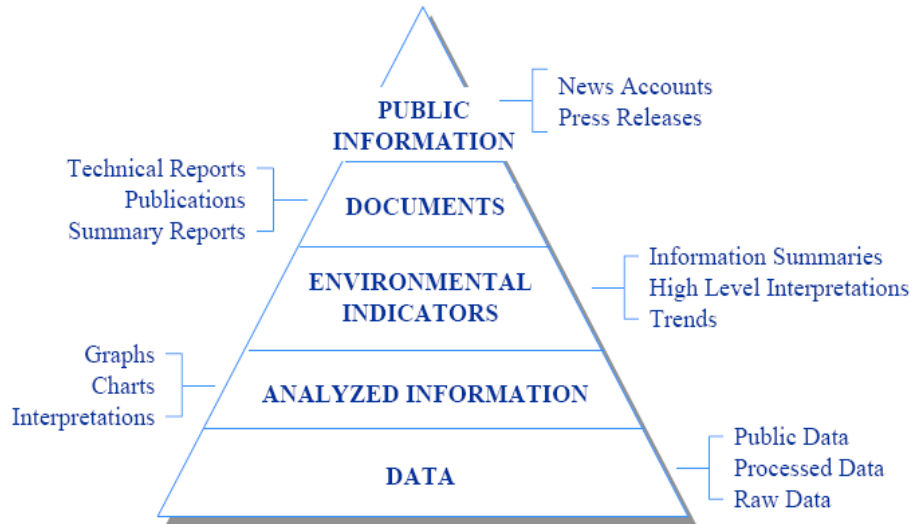 News Accounts
Press Releases
PUBLIC
INFORMATION
Technical Reports
Publications
Summary Reports
DOCUMENTS
ENVIRONMENTAL
INDICATORS
Information Summaries
High Level Interpretations
Trends
Graphs
Charts
Interpretations
ANALYZED INFORMATION
DATA
Public Data
Processed Data
Raw Data